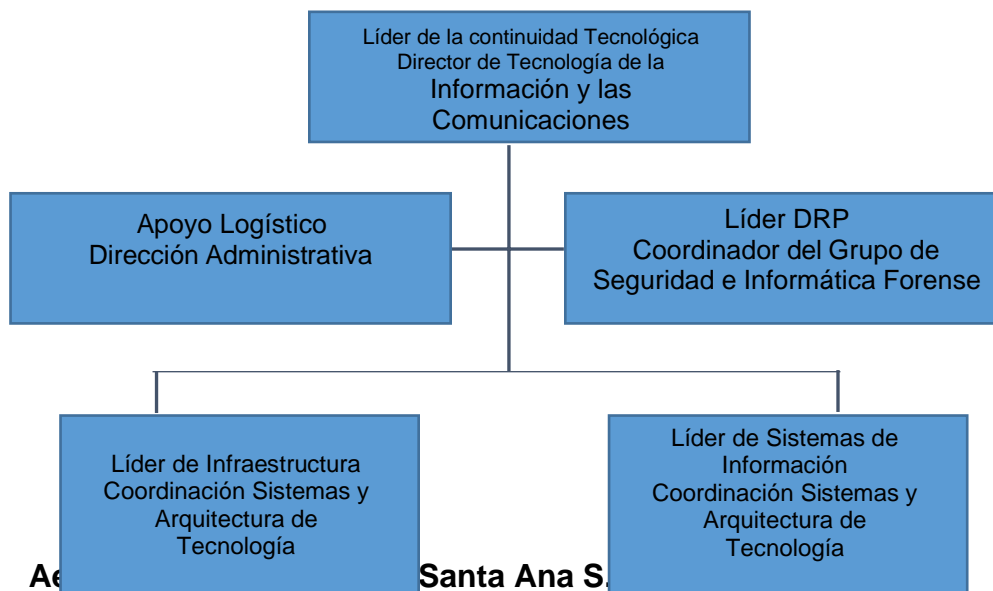 Líder de la continuidad Tecnológica
Director de Tecnología de la
Información y las
Comunicaciones
Apoyo Logístico
Dirección Administrativa
Líder DRP
Coordinador del Grupo de
Seguridad e Informática Forense
Líder de Infraestructura
Coordinación Sistemas y
Arquitectura de
Tecnología
Líder de Sistemas de
Información
Coordinación Sistemas y
Arquitectura de
Tecnología
Santa Ana S.